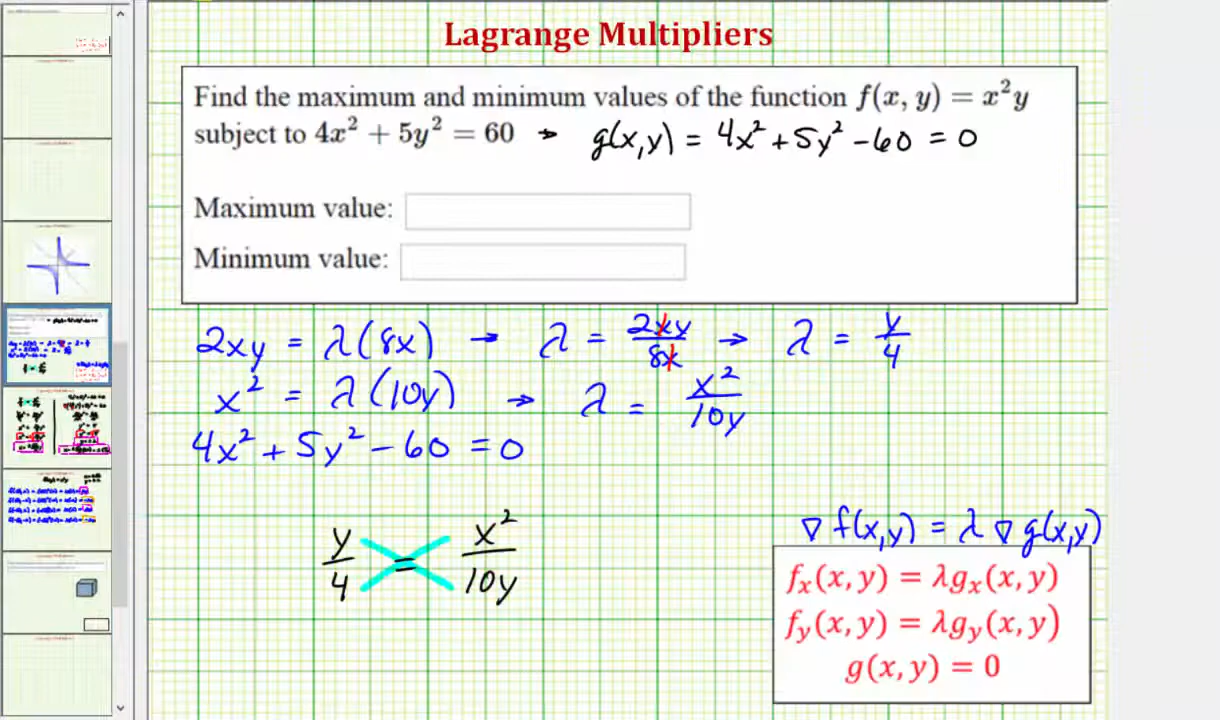 Lagrange Multipliers
Find the maximum and minimum values of the function f(x, y) = x²y
subject to 4x² + 5y² = 60 → g(x,y) = 4x² + 5y² - 60 = 0
Maximum value:
Minimum value:
2xy = λ(8x) → λ = 2xy/8x → λ = y/4
x² = λ(10y) → λ = x²/10y
4x² + 5y² - 60 = 0
y/4 = x²/10y
∇f(x,y) = λ∇g(x,y)
fₓ(x, y) = λgₓ(x, y)
f_y(x, y) = λg_y(x, y)
g(x, y) = 0